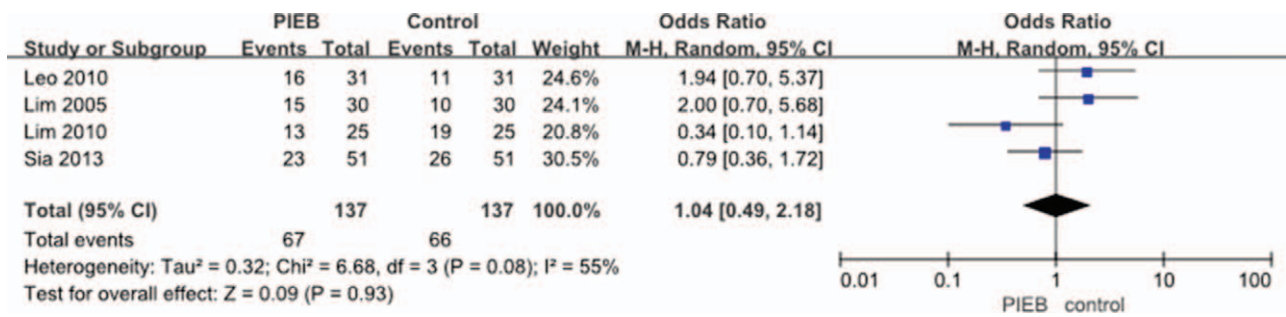 PIEB Control Odds Ratio Odds Ratio
Study or Subgroup Events Total Events Total Weight M-H, Random, 95% CI M-H, Random, 95% CI
Leo 2010 16 31 11 31 24.6% 1.94 [0.70, 5.37]
Lim 2005 15 30 10 30 24.1% 2.00 [0.70, 5.68]
Lim 2010 13 25 19 25 20.8% 0.34 [0.10, 1.14]
Sia 2013 23 51 26 51 30.5% 0.79 [0.36, 1.72]
Total (95% CI) 137 137 100.0% 1.04 [0.49, 2.18]
Total events 67 66
Heterogeneity: Tau² = 0.32; Chi² = 6.68, df = 3 (P = 0.08); I² = 55%
Test for overall effect: Z = 0.09 (P = 0.93)
0.01 0.1 1 10 100
PIEB control